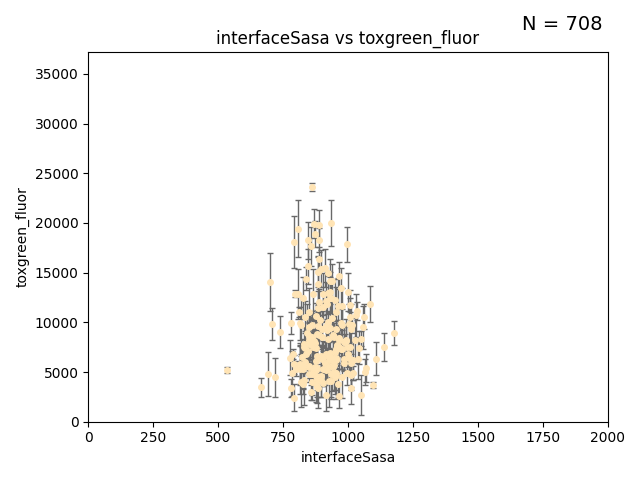 N = 708
interfaceSasa vs toxgreen_fluor
35000
30000
25000
20000
15000
10000
5000
0
toxgreen_fluor
0 250 500 750 1000 1250 1500 1750 2000
interfaceSasa